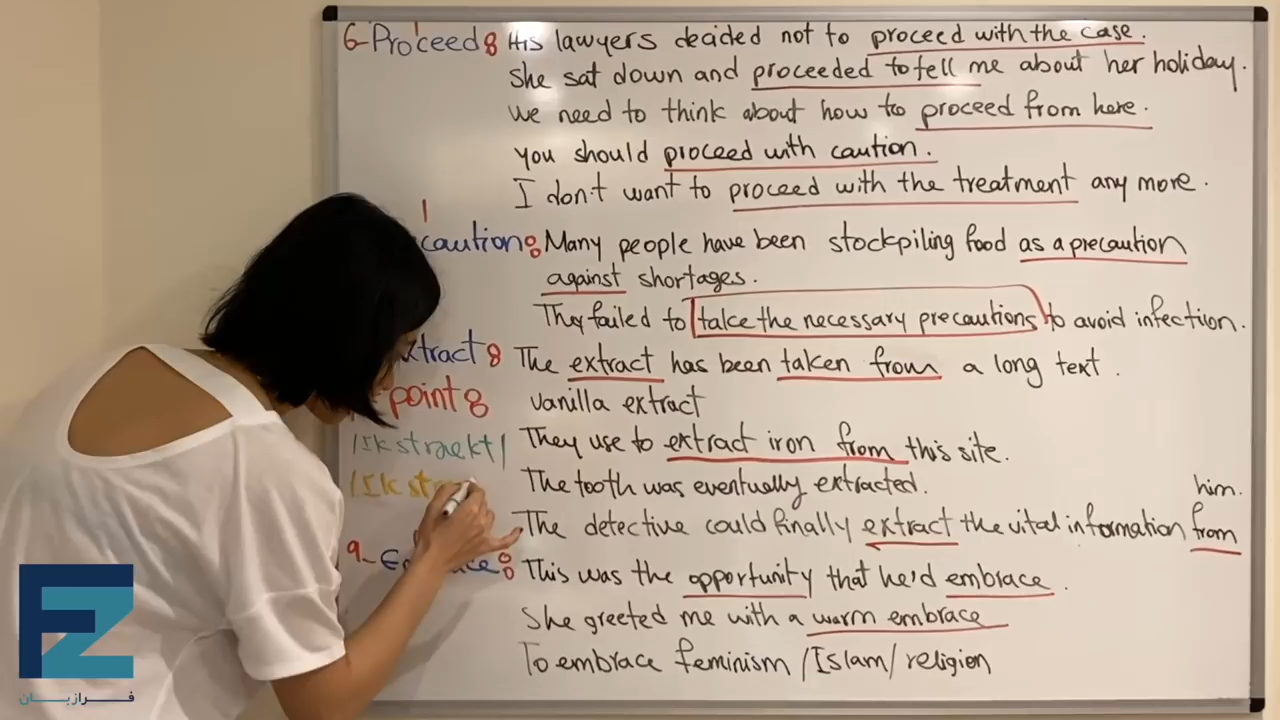 6- Proceed: His lawyers decided not to proceed with the case.
She sat down and proceeded to tell me about her holiday.
We need to think about how to proceed from here.
you should proceed with caution.
I don't want to proceed with the treatment any more.
caution: Many people have been stockpiling food as a precaution
against shortages.
They failed to take the necessary precautions to avoid infection.
xtract: The extract has been taken from a long text.
point: vanilla extract
/Ikstraekt/ They use to extract iron from this site.
/Ikst The tooth was eventually extracted.
him.
The detective could finally extract the vital information from
9- This was the opportunity that he'd embrace.
She greeted me with a warm embrace
To embrace feminism / Islam / religion
FZ
فرازبان